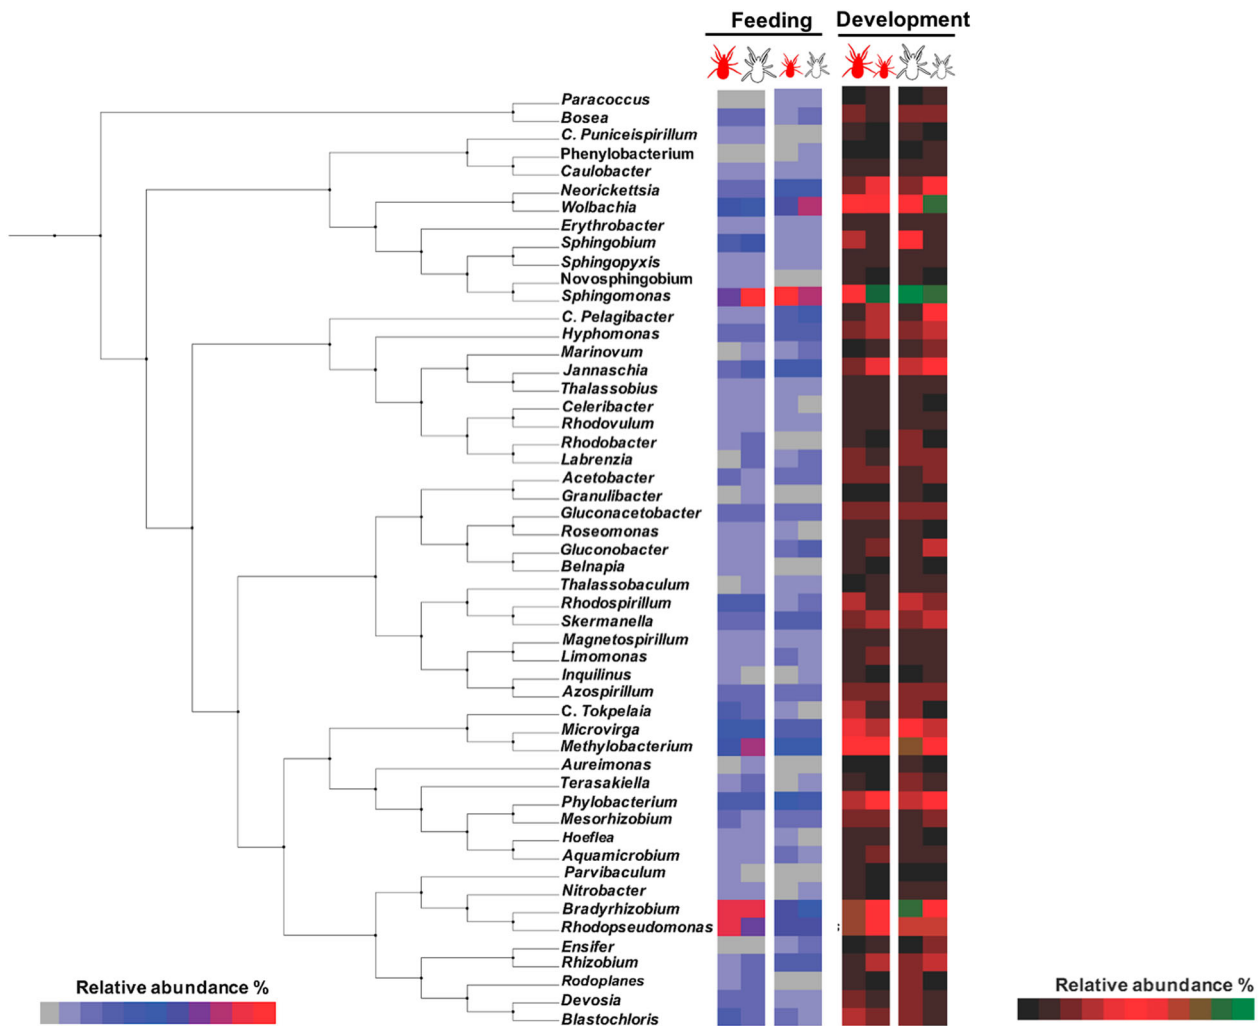 Feeding Development
Paracoccus
Bosea
C. Puniceispirillum
Phenylobacterium
Caulobacter
Neorickettsia
Wolbachia
Erythrobacter
Sphingobium
Sphingopyxis
Novosphingobium
Sphingomonas
C. Pelagibacter
Hyphomonas
Marinovum
Jannaschia
Thalassobius
Celeribacter
Rhodovulum
Rhodobacter
Labrenzia
Acetobacter
Granulibacter
Gluconacetobacter
Roseomonas
Gluconobacter
Belnapia
Thalassobaculum
Rhodospirillum
Skermanella
Magnetospirillum
Limomonas
Inquilinus
Azospirillum
C. Tokpelaia
Microvirga
Methylobacterium
Aureimonas
Terasakiella
Phylobacterium
Mesorhizobium
Hoeflea
Aquamicrobium
Parvibaculum
Nitrobacter
Bradyrhizobium
Rhodopseudomonas
Ensifer
Rhizobium
Rodoplanes
Devosia
Blastochloris
Relative abundance %
Relative abundance %